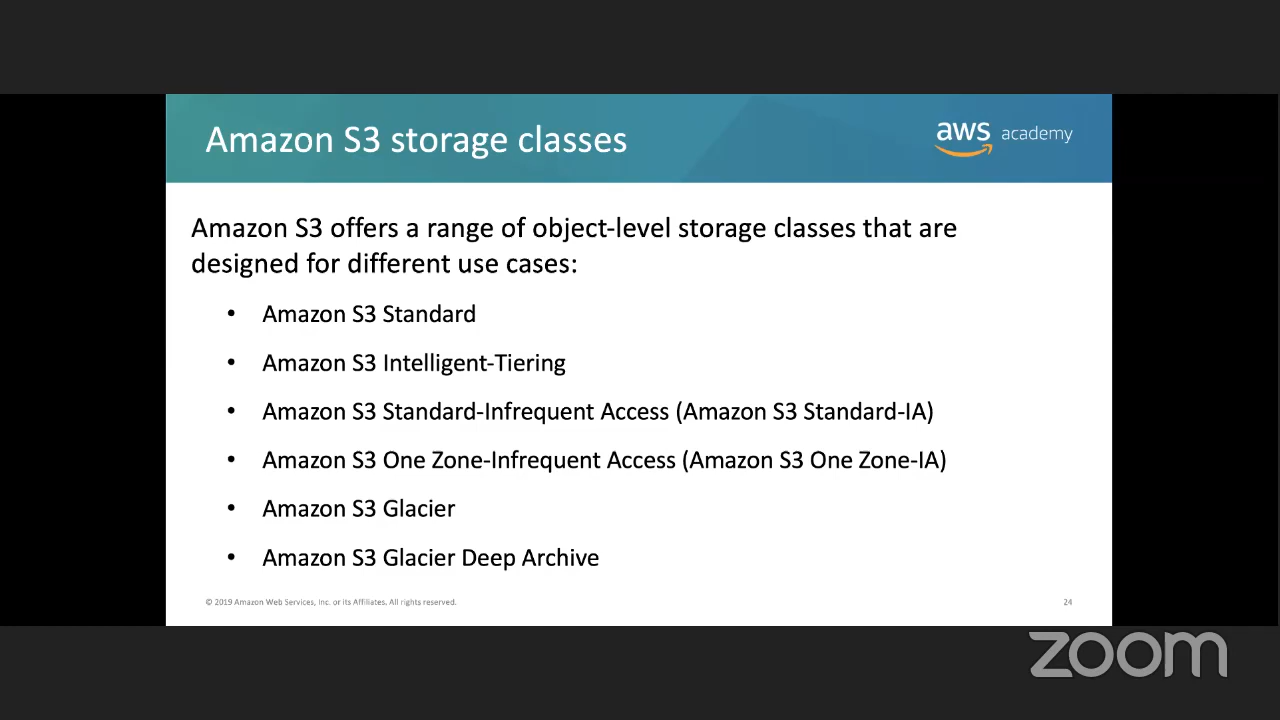 Amazon S3 storage classes
aws academy
Amazon S3 offers a range of object-level storage classes that are
designed for different use cases:
• Amazon S3 Standard
• Amazon S3 Intelligent-Tiering
• Amazon S3 Standard-Infrequent Access (Amazon S3 Standard-IA)
• Amazon S3 One Zone-Infrequent Access (Amazon S3 One Zone-IA)
• Amazon S3 Glacier
• Amazon S3 Glacier Deep Archive
© 2019 Amazon Web Services, Inc. or its Affiliates. All rights reserved.
24
zoom